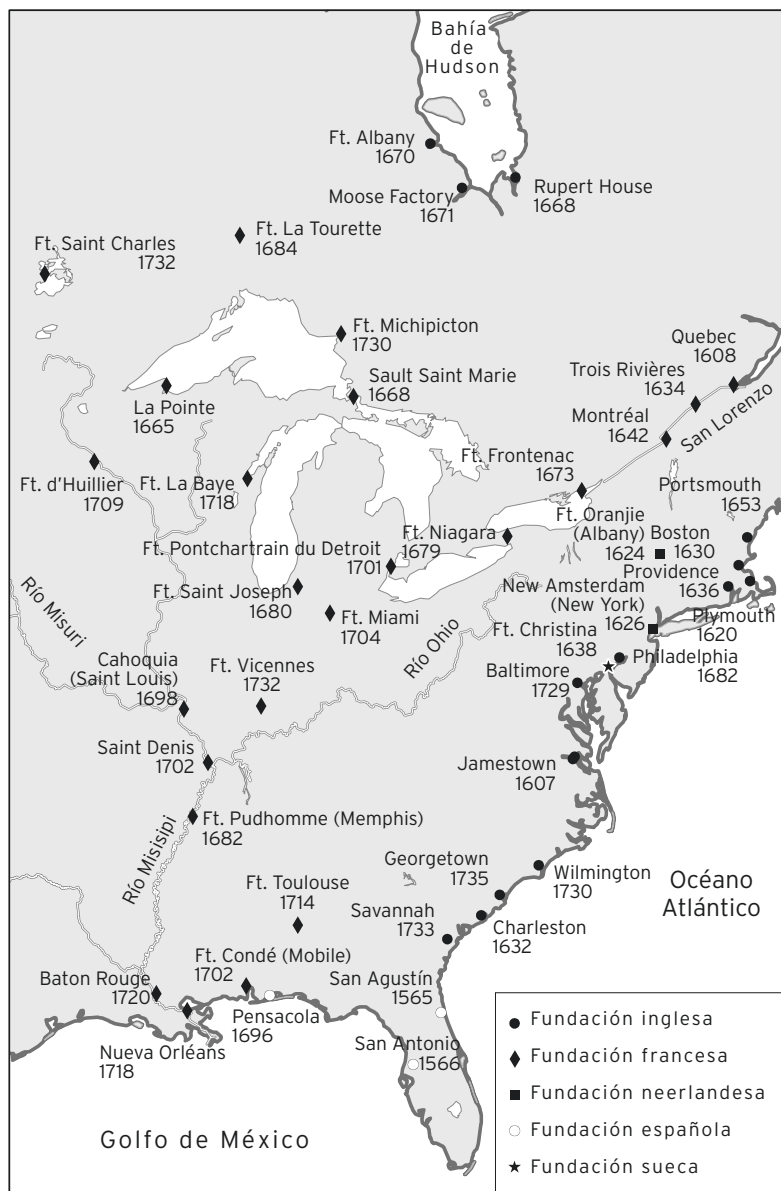 Bahía
de
Hudson
Ft. Albany
1670
Moose Factory
1671
Rupert House
1668
Ft. La Tourette
1684
Ft. Saint Charles
1732
Ft. Michipicton
1730
Quebec
1608
Sault Saint Marie
1668
Trois Rivières
1634
La Pointe
1665
Montréal
1642
San Lorenzo
Ft. Frontenac
1673
Ft. d'Huillier
1709
Ft. La Baye
1718
Portsmouth
1653
Ft. Oranjie
(Albany)
1624
Boston
1630
Ft. Niagara
1679
Ft. Pontchartrain du Detroit
1701
Providence
1636
Ft. Saint Joseph
1680
New Amsterdam
(New York)
1626
Plymouth
1620
Ft. Miami
1704
Río Misuri
Río Ohio
Ft. Christina
1638
Philadelphia
1682
Cahoquia
(Saint Louis)
1698
Ft. Vicennes
1732
Baltimore
1729
Saint Denis
1702
Jamestown
1607
Ft. Pudhomme (Memphis)
1682
Río Misisipi
Georgetown
1735
Wilmington
1730
Océano
Atlántico
Ft. Toulouse
1714
Savannah
1733
Charleston
1632
Ft. Condé (Mobile)
1702
Baton Rouge
1720
San Agustín
1565
Pensacola
1696
San Antonio
1566
Nueva Orléans
1718
Golfo de México
Fundación inglesa
Fundación francesa
Fundación neerlandesa
Fundación española
Fundación sueca